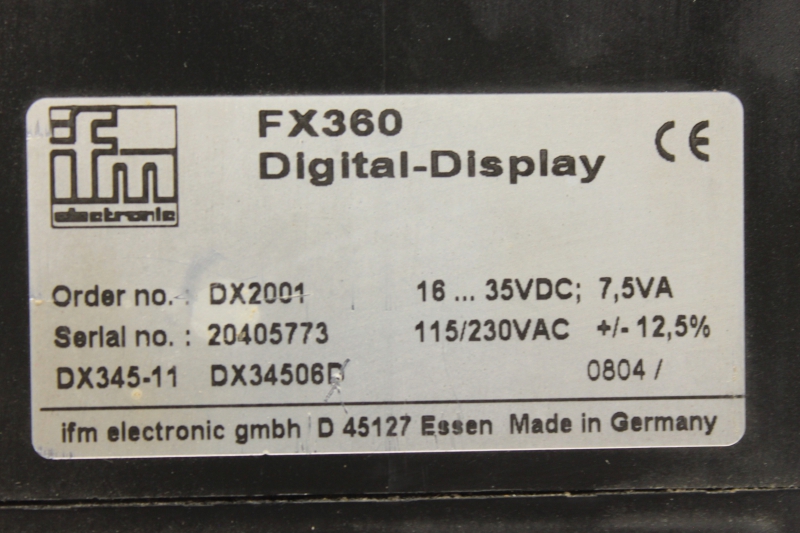 ifm electronic
FX360
Digital-Display
CE
Order no. : DX2001 16 ... 35VDC; 7,5VA
Serial no. : 20405773 115/230VAC +/- 12,5%
DX345-11 0804 /
ifm electronic gmbh D 45127 Essen Made in Germany